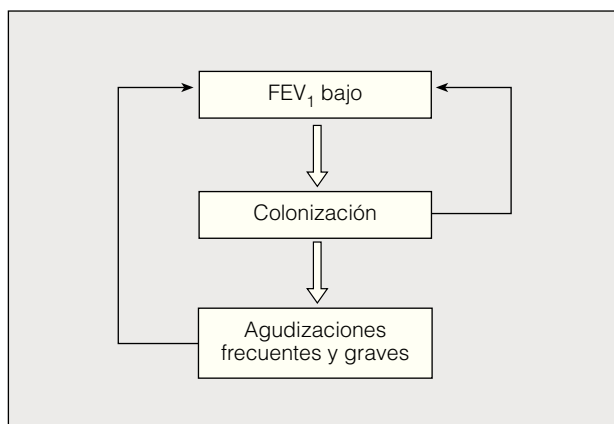 FEV₁ bajo
Colonización
Agudizaciones
frecuentes y graves